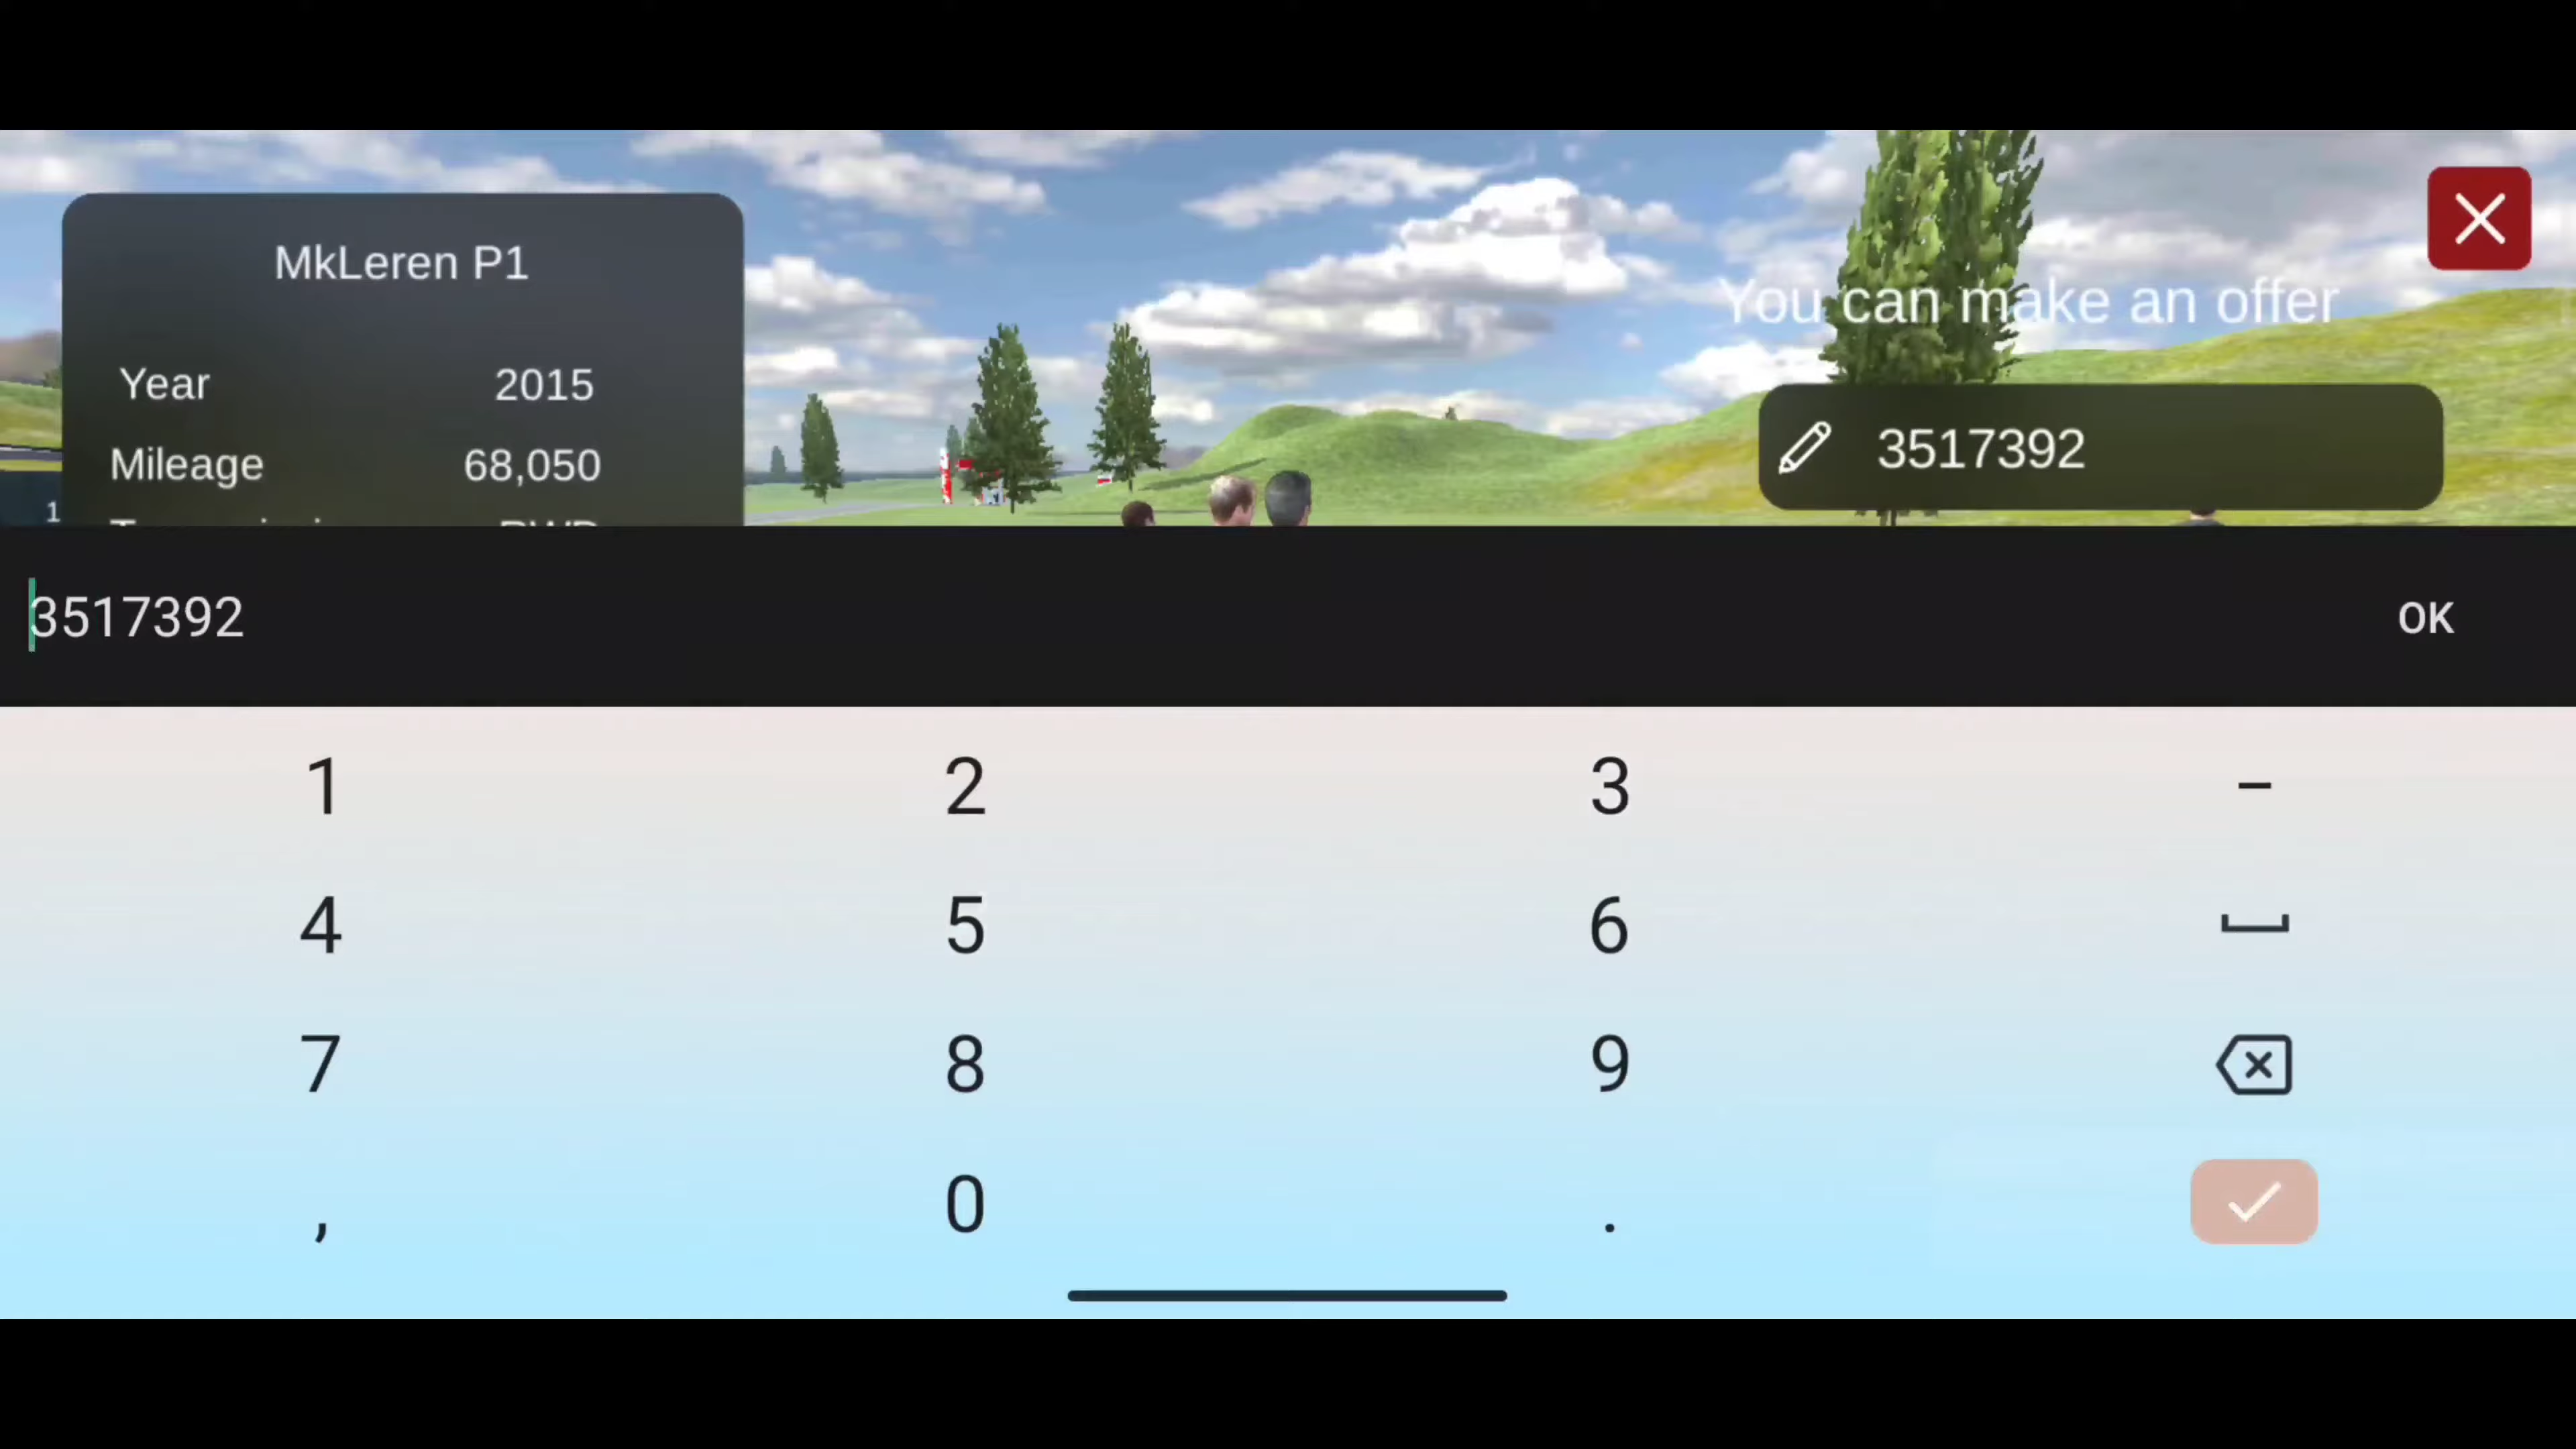 MkLeren P1
You can make an offer
Year 2015
3517392
Mileage 68,050
1
3517392
OK
1 2 3 -
4 5 6
7 8 9
, 0 .